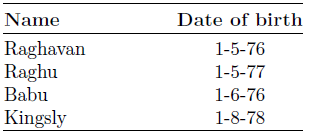 Name Date of birth
Raghavan 1-5-76
Raghu 1-5-77
Babu 1-6-76
Kingsly 1-8-78